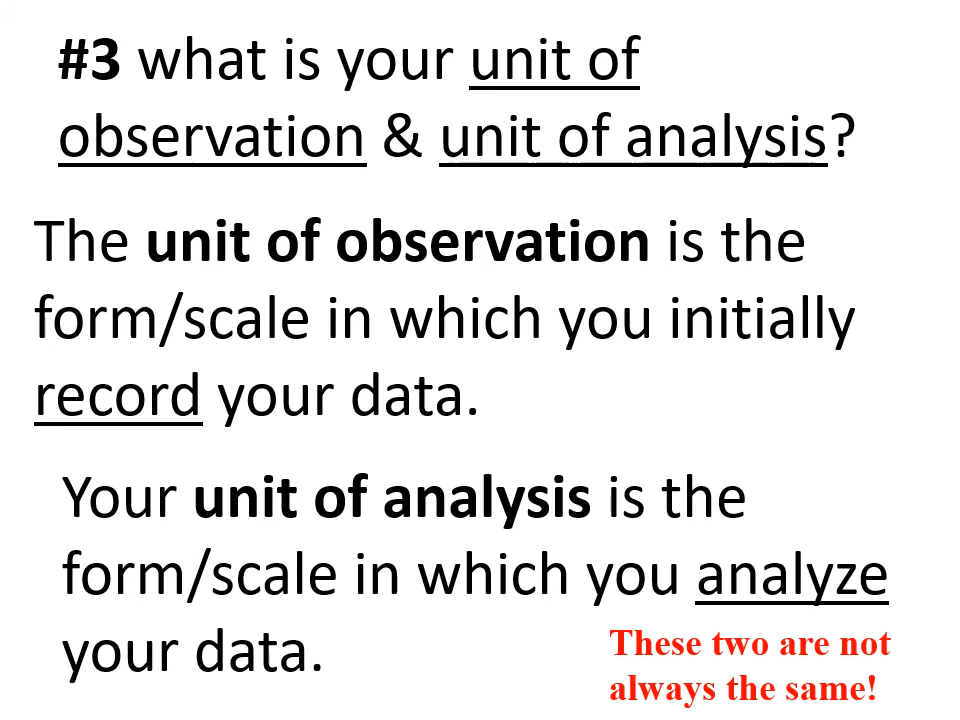 #3 what is your unit of
observation & unit of analysis?
The unit of observation is the
form/scale in which you initially
record your data.
Your unit of analysis is the
form/scale in which you analyze
your data.
These two are not
always the same!